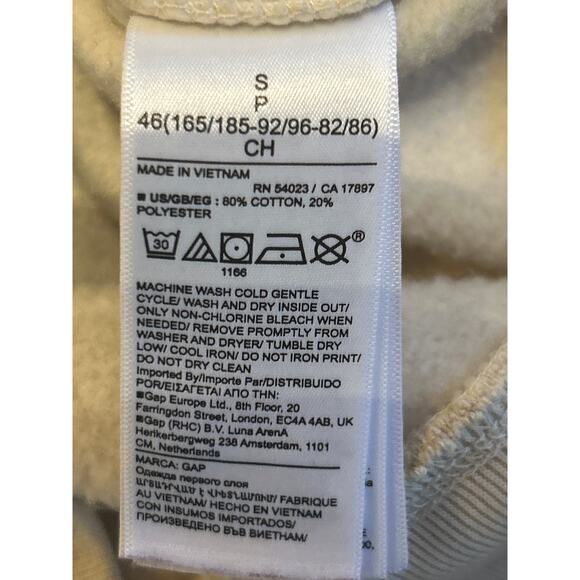 S
P
46(165/185-92/96-82/86)
CH
MADE IN VIETNAM
RN 54023 / CA 17897
■ US/GB/EG : 80% COTTON, 20%
POLYESTER
30
®
1166
MACHINE WASH COLD GENTLE
CYCLE/ WASH AND DRY INSIDE OUT/
ONLY NON-CHLORINE BLEACH WHEN
NEEDED/ REMOVE PROMPTLY FROM
WASHER AND DRYER/ TUMBLE DRY
LOW/ COOL IRON/ DO NOT IRON PRINT/
DO NOT DRY CLEAN
Imported By/Importe Par/DISTRIBUIDO
POR/ΕΙΣΑΓΕΤΑΙ ΑΠΟ ΤΗΝ:
■Gap Europe Ltd., 8th Floor, 20
Farringdon Street, London, EC4A 4AB, UK
■Gap (RHC) B.V. Luna ArenA
Herikerbergweg 238 Amsterdam, 1101
CM, Netherlands
MARCA: GAP
Одежда первого слоя
ԱՐՏԱԴՐՎԱԾ Է ՎԻԵՏՆԱՄՈՒՄ/ FABRIQUE
AU VIETNAM/ HECHO EN VIETNAM
CON INSUMOS IMPORTADOS/
ПРОИЗВЕДЕНО ВЪВ ВИЕТНАМ/